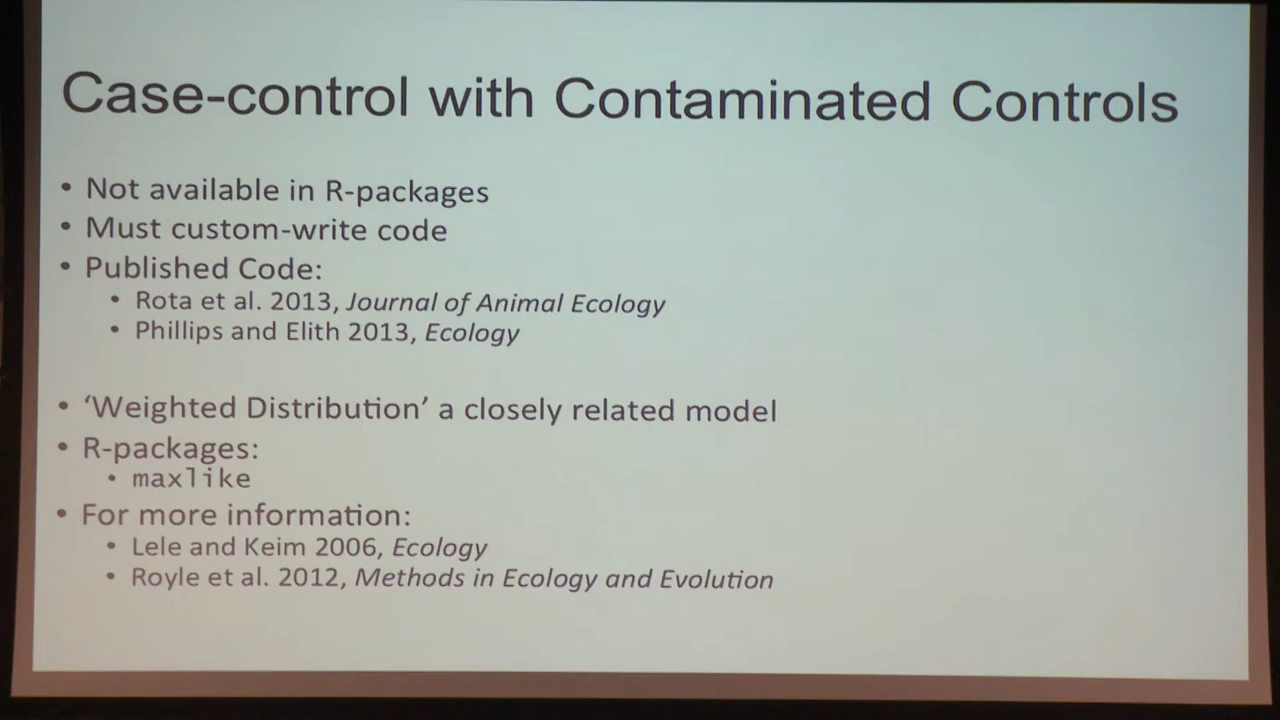 Case-control with Contaminated Controls
• Not available in R-packages
• Must custom-write code
• Published Code:
• Rota et al. 2013, Journal of Animal Ecology
• Phillips and Elith 2013, Ecology
• ‘Weighted Distribution’ a closely related model
• R-packages:
• maxlike
• For more information:
• Lele and Keim 2006, Ecology
• Royle et al. 2012, Methods in Ecology and Evolution